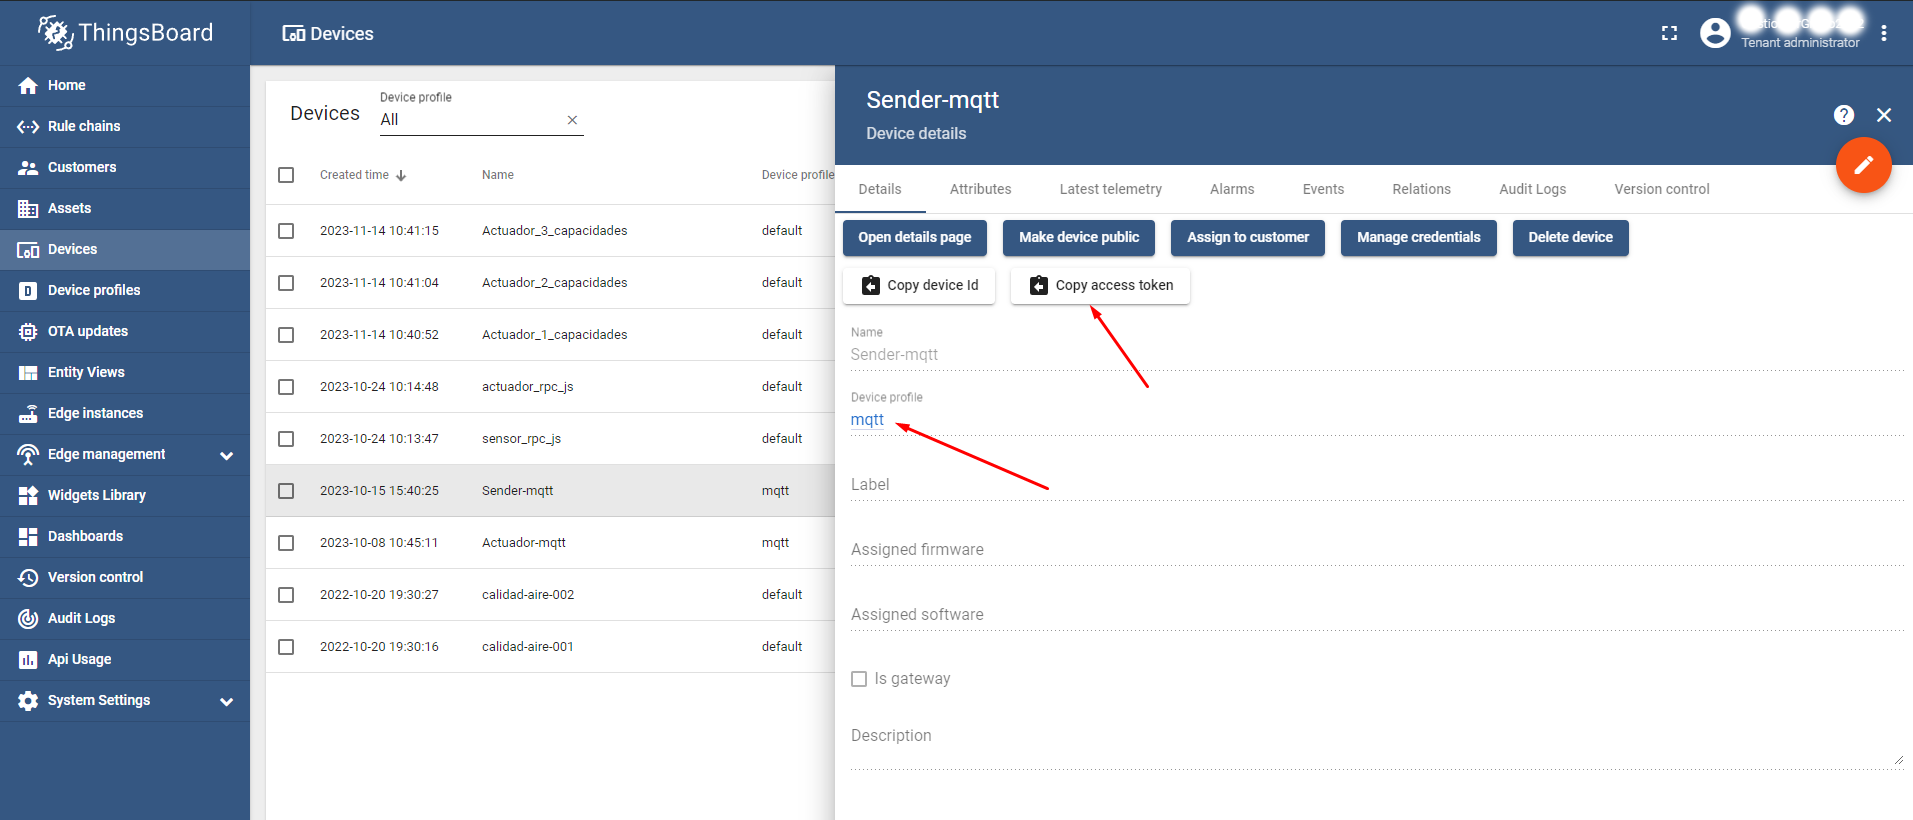 ThingsBoard
Devices
Tenant administrator
Home
Rule chains
Customers
Assets
Devices
Device profiles
OTA updates
Entity Views
Edge instances
Edge management
Widgets Library
Dashboards
Version control
Audit Logs
Api Usage
System Settings
Devices
Device profile
All
Created time Name Device profile
2023-11-14 10:41:15 Actuador_3_capacidades default
2023-11-14 10:41:04 Actuador_2_capacidades default
2023-11-14 10:40:52 Actuador_1_capacidades default
2023-10-24 10:14:48 actuador_rpc_js default
2023-10-24 10:13:47 sensor_rpc_js default
2023-10-15 15:40:25 Sender-mqtt mqtt
2023-10-08 10:45:11 Actuador-mqtt mqtt
2022-10-20 19:30:27 calidad-aire-002 default
2022-10-20 19:30:16 calidad-aire-001 default
Sender-mqtt
Device details
Details Attributes Latest telemetry Alarms Events Relations Audit Logs Version control
Open details page Make device public Assign to customer Manage credentials Delete device
Copy device Id Copy access token
Name
Sender-mqtt
Device profile
mqtt
Label
Assigned firmware
Assigned software
Is gateway
Description